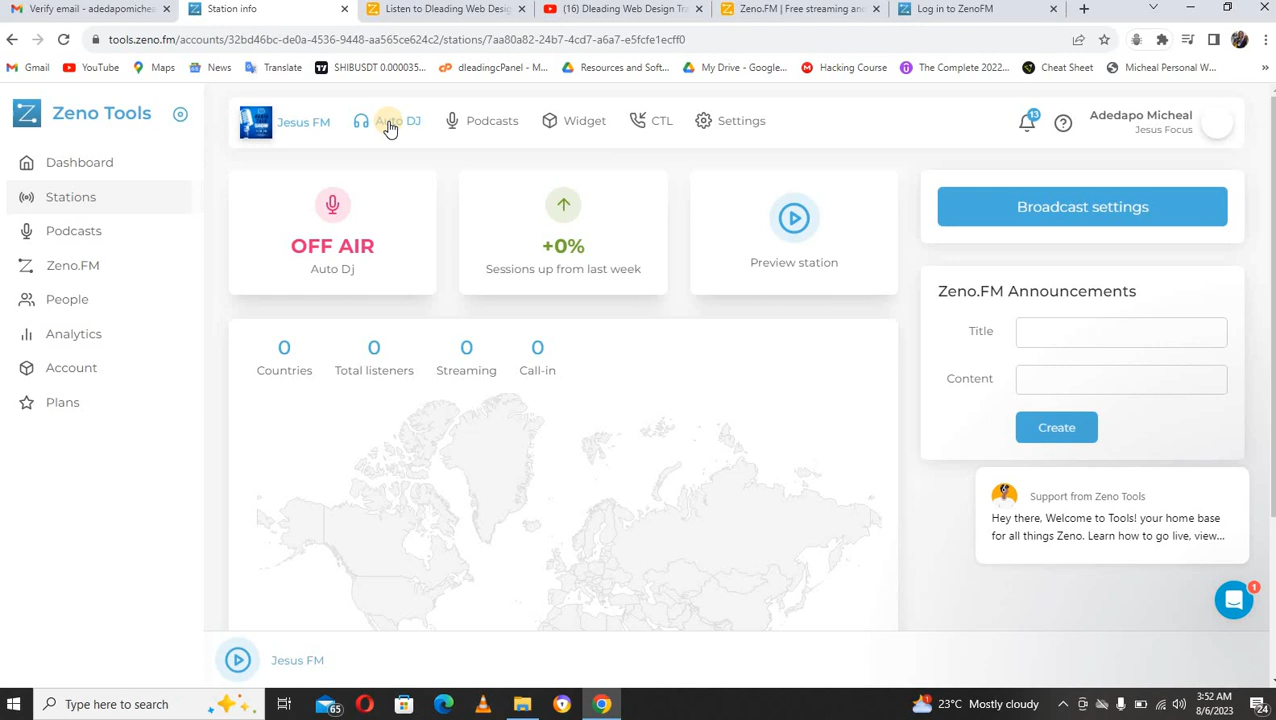 Verify email - adedapomichea
Station info
Listen to Dleading Web Desig
(16) Dleading Web Design Tra
Zeno.FM | Free streaming and
Log in to ZenoFM
tools.zeno.fm/accounts/32bd46bc-de0a-4536-9448-aa565ce624c2/stations/7aa80a82-24b7-4cd7-a6a7-e5fcfe1ecff0
Gmail
YouTube
Maps
News
Translate
SHIBUSDT 0.000035...
dleadingcPanel - M...
Resources and Soft...
My Drive - Google...
Hacking Course
The Complete 2022...
Cheat Sheet
Micheal Personal W...
Zeno Tools
Jesus FM
Auto DJ
Podcasts
Widget
CTL
Settings
13
Adedapo Micheal
Jesus Focus
Dashboard
Stations
Podcasts
Zeno.FM
People
Analytics
Account
Plans
OFF AIR
Auto Dj
+0%
Sessions up from last week
Preview station
Broadcast settings
Zeno.FM Announcements
Title
Content
Create
0
Countries
0
Total listeners
0
Streaming
0
Call-in
Support from Zeno Tools
Hey there, Welcome to Tools! your home base
for all things Zeno. Learn how to go live, view...
1
Jesus FM
Type here to search
65
23°C Mostly cloudy
3:52 AM
8/6/2023
24